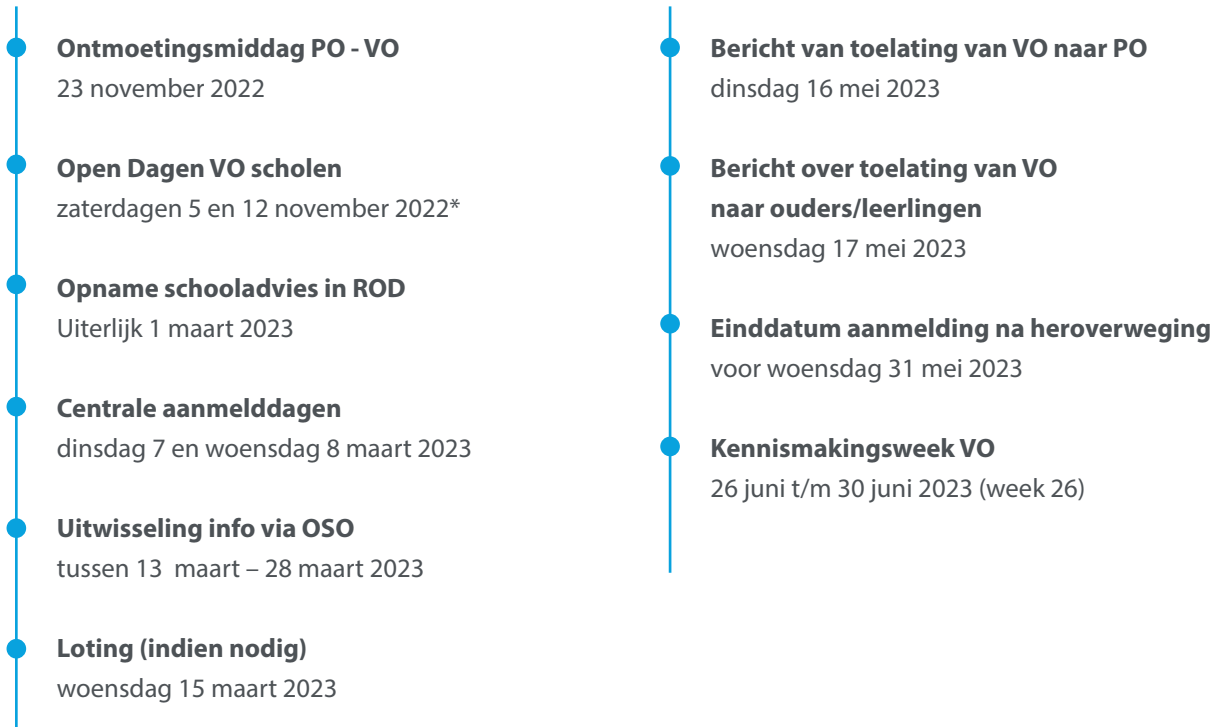 Ontmoetingsmiddag PO - VO
23 november 2022
Open Dagen VO scholen
zaterdagen 5 en 12 november 2022*
Opname schooladvies in ROD
Uiterlijk 1 maart 2023
Centrale aanmelddagen
dinsdag 7 en woensdag 8 maart 2023
Uitwisseling info via OSO
tussen 13 maart – 28 maart 2023
Loting (indien nodig)
woensdag 15 maart 2023
Bericht van toelating van VO naar PO
dinsdag 16 mei 2023
Bericht over toelating van VO
naar ouders/leerlingen
woensdag 17 mei 2023
Einddatum aanmelding na heroverweging
voor woensdag 31 mei 2023
Kennismakingsweek VO
26 juni t/m 30 juni 2023 (week 26)